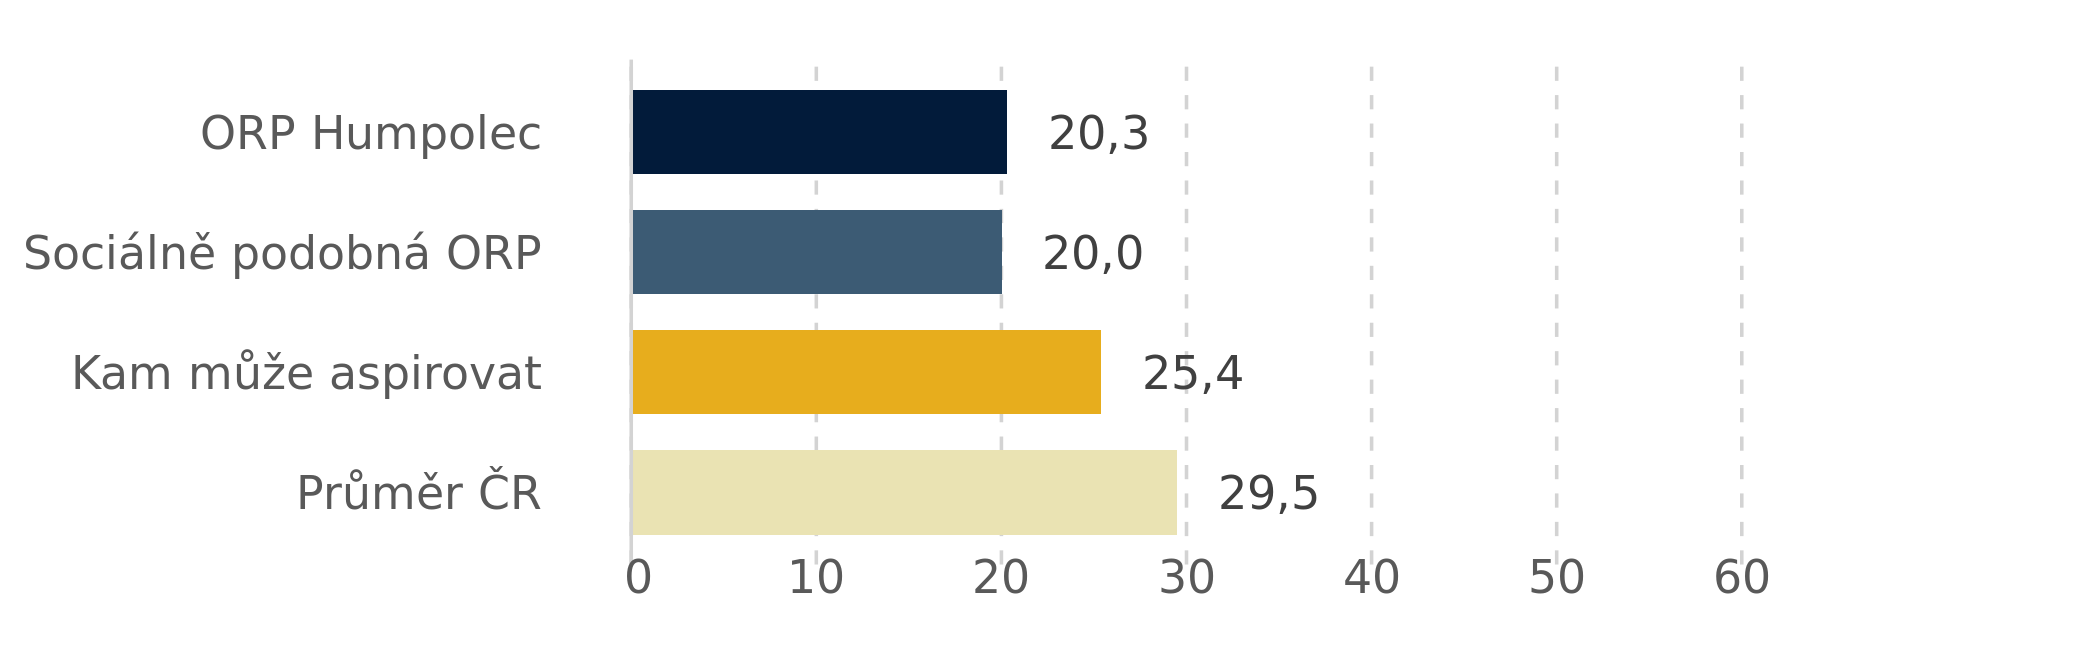 ORP Humpolec 20,3
Sociálně podobná ORP 20,0
Kam může aspirovat 25,4
Průměr ČR 29,5
0 10 20 30 40 50 60